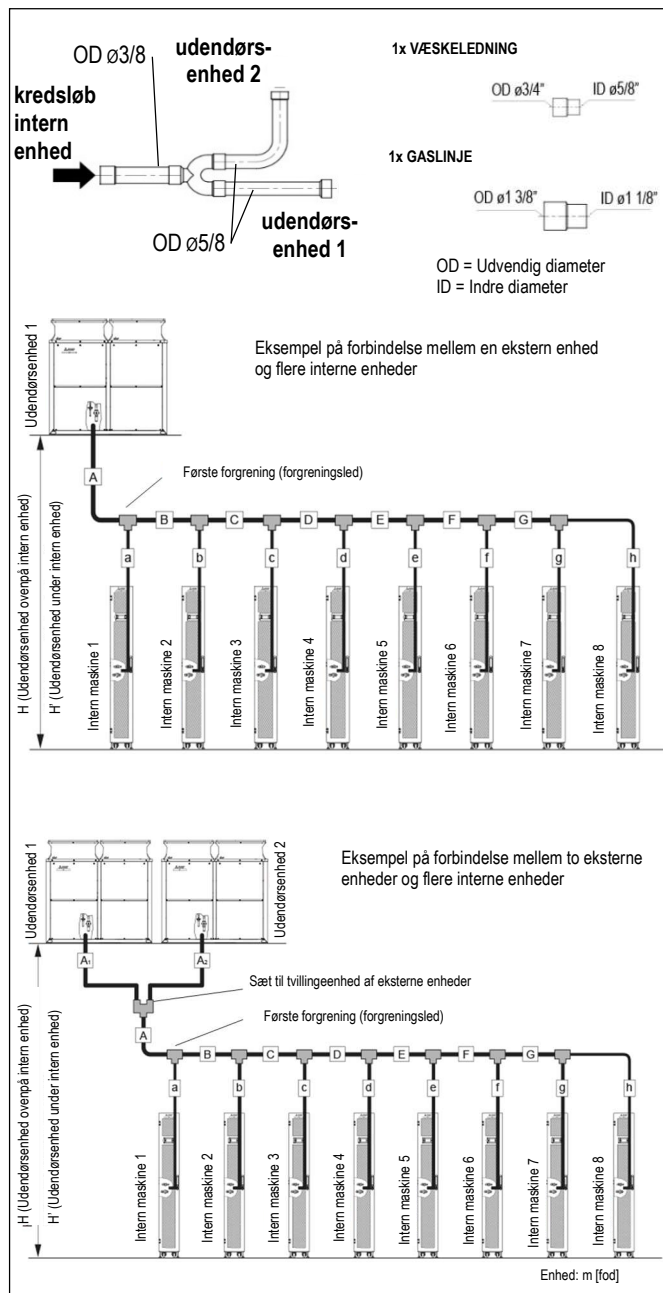 OD ø3/8
udendørs-
enhed 2
kredsløb
intern
enhed
OD ø5/8
udendørs-
enhed 1
1x VÆSKELEDNING
OD ø3/4”
ID ø5/8”
1x GASLINJE
OD ø1 3/8”
ID ø1 1/8”
OD = Udvendig diameter
ID = Indre diameter
Udendørsenhed 1
Eksempel på forbindelse mellem en ekstern enhed
og flere interne enheder
A
Første forgrening (forgreningsled)
B
C
D
E
F
G
a
b
c
d
e
f
g
h
H (Udendørsenhed ovenpå intern enhed)
H' (Udendørsenhed under intern enhed)
Intern maskine 1
Intern maskine 2
Intern maskine 3
Intern maskine 4
Intern maskine 5
Intern maskine 6
Intern maskine 7
Intern maskine 8
Udendørsenhed 1
Udendørsenhed 2
Eksempel på forbindelse mellem to eksterne
enheder og flere interne enheder
A1
A2
Sæt til tvillingeenhed af eksterne enheder
A
Første forgrening (forgreningsled)
B
C
D
E
F
G
a
b
c
d
e
f
g
h
¡H (Udendørsenhed ovenpå intern enhed)
H' (Udendørsenhed under intern enhed)
Intern maskine 1
Intern maskine 2
Intern maskine 3
Intern maskine 4
Intern maskine 5
Intern maskine 6
Intern maskine 7
Intern maskine 8
Enhed: m [fod]